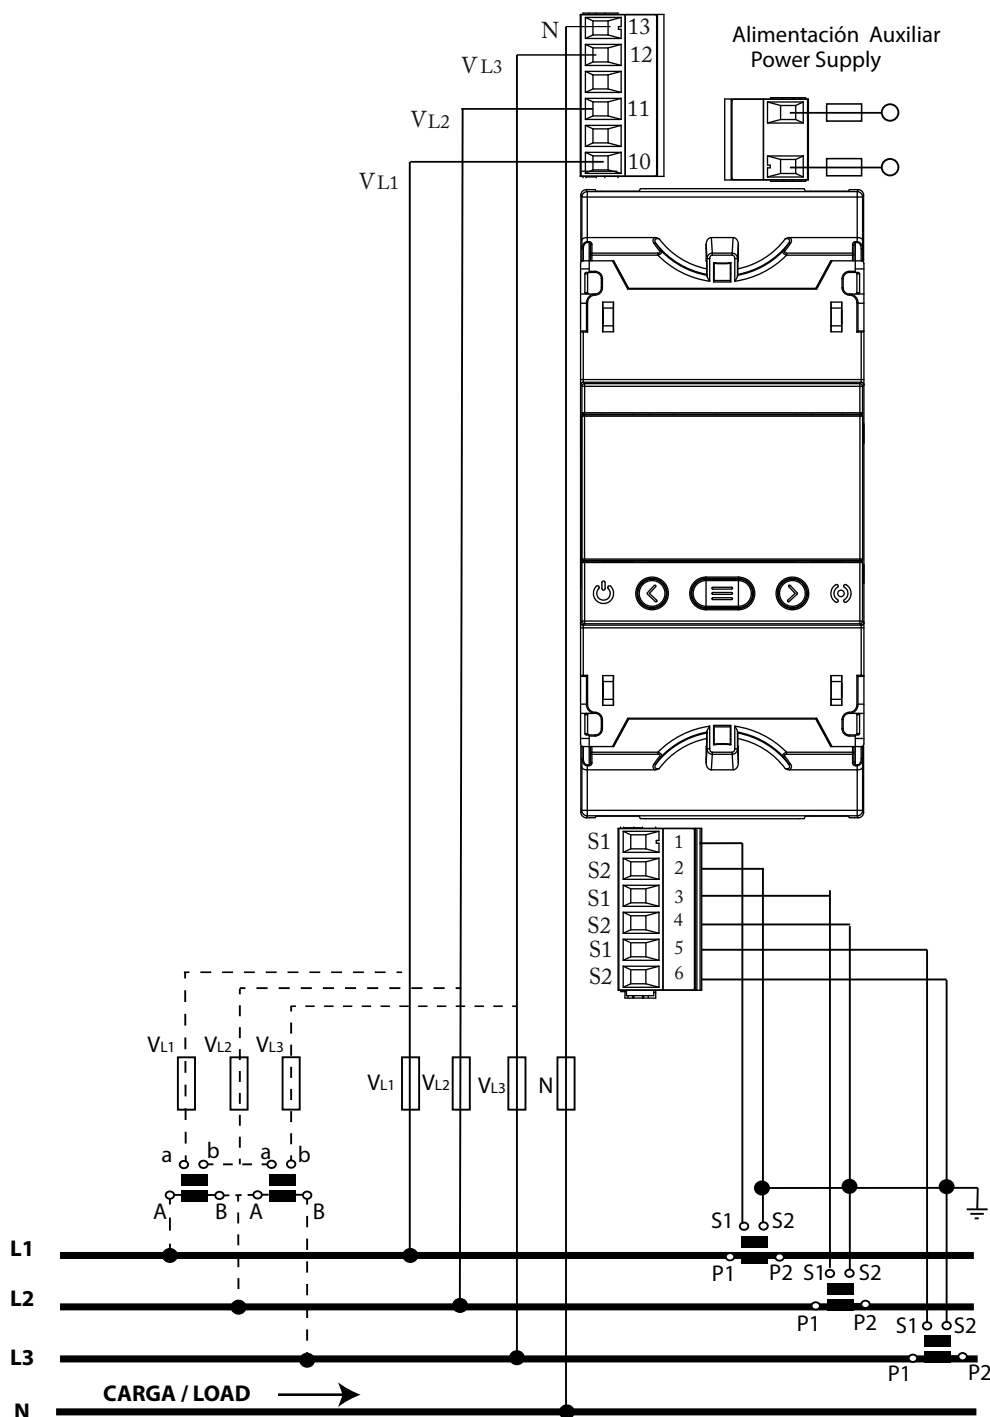 N 13
Alimentación Auxiliar
Power Supply
VL3 12
VL2 11
VL1 10
S1 1
S2 2
S1 3
S2 4
S1 5
S2 6
VL1 VL2 VL3
VL1 VL2 VL3 N
a b a b
A B A B
S1 S2
L1
P1 P2 S1 S2
L2
P1 P2 S1 S2
L3
P1 P2
CARGA / LOAD
N